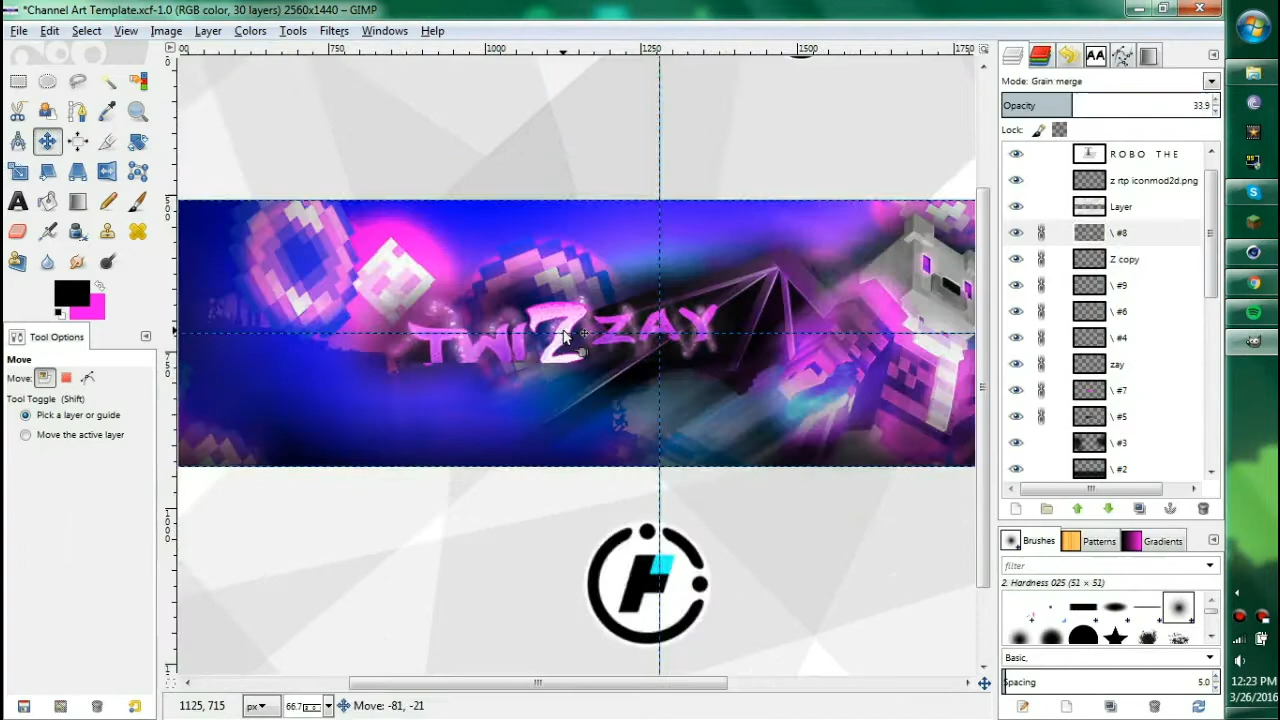 *Channel Art Template.xcf-1.0 (RGB color, 30 layers) 2560x1440 – GIMP
File Edit Select View Image Layer Colors Tools Filters Windows Help
750 1000 1250 1500 1750
TWIZZAY
Tool Options
Move
Move:
Tool Toggle (Shift)
Pick a layer or guide
Move the active layer
1125, 715 px 66.7 Move: -81, -21
Mode: Grain merge
Opacity 33.9
Lock:
R O B O   T H E
z rtp iconmod2d.png
Layer
\ #8
Z copy
\ #9
\ #6
\ #4
zay
\ #7
\ #5
\ #3
\ #2
Brushes Patterns Gradients
filter
2. Hardness 025 (51 × 51)
Basic,
Spacing 5.0
12:23 PM
3/26/2016